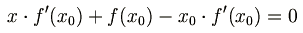 x · f′(x₀) + f(x₀) − x₀ · f′(x₀) = 0